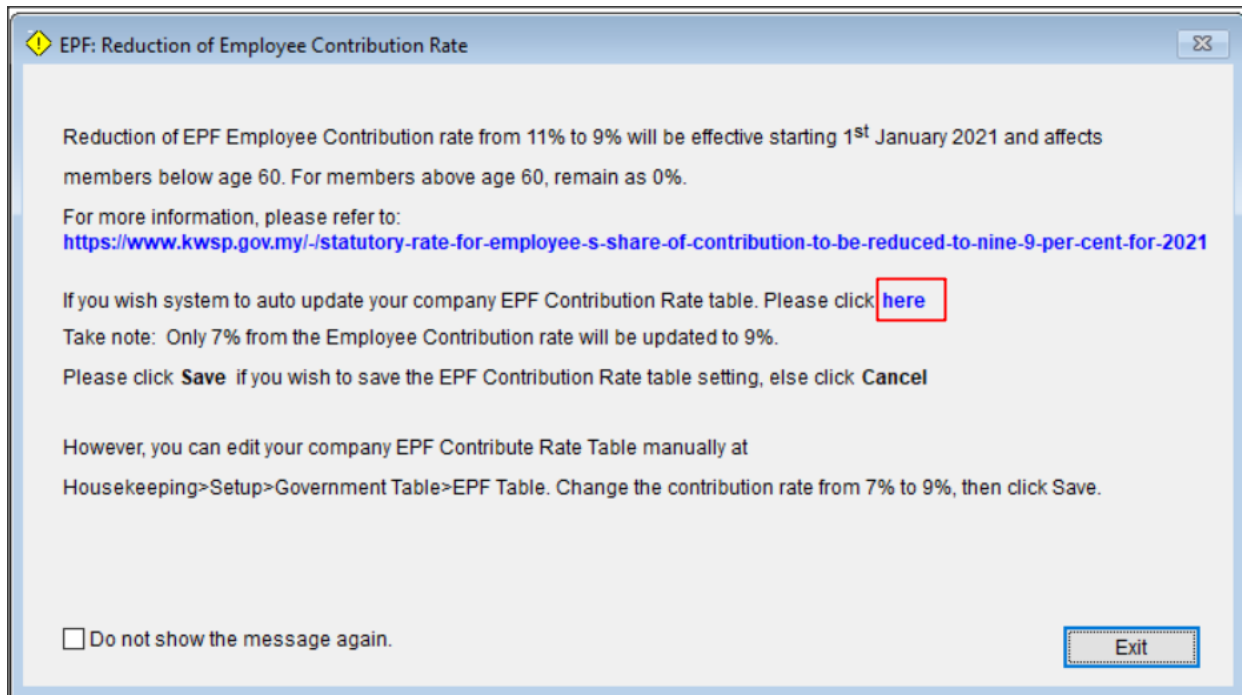 EPF: Reduction of Employee Contribution Rate
Reduction of EPF Employee Contribution rate from 11% to 9% will be effective starting 1st January 2021 and affects
members below age 60. For members above age 60, remain as 0%.
For more information, please refer to:
https://www.kwsp.gov.my/-/statutory-rate-for-employee-s-share-of-contribution-to-be-reduced-to-nine-9-per-cent-for-2021
If you wish system to auto update your company EPF Contribution Rate table. Please click here
Take note: Only 7% from the Employee Contribution rate will be updated to 9%.
Please click Save if you wish to save the EPF Contribution Rate table setting, else click Cancel
However, you can edit your company EPF Contribute Rate Table manually at
Housekeeping>Setup>Government Table>EPF Table. Change the contribution rate from 7% to 9%, then click Save.
Do not show the message again.
Exit